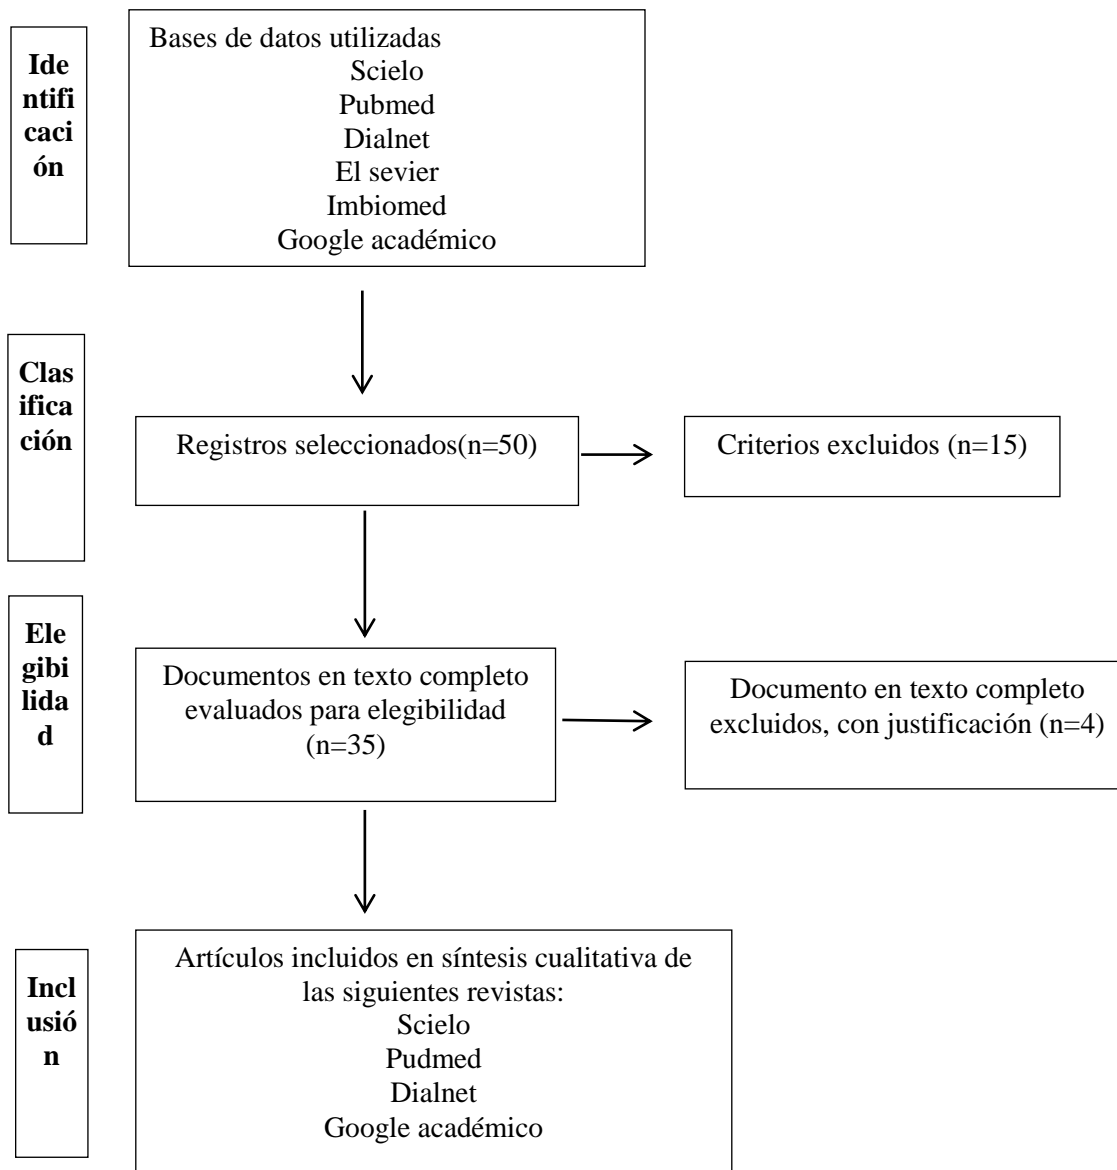 Ide
ntifi
caci
ón
Bases de datos utilizadas
Scielo
Pubmed
Dialnet
El sevier
Imbiomed
Google académico
Clas
ifica
ción
Registros seleccionados(n=50)
Criterios excluidos (n=15)
Ele
gibi
lida
d
Documentos en texto completo
evaluados para elegibilidad
(n=35)
Documento en texto completo
excluidos, con justificación (n=4)
Incl
usió
n
Artículos incluidos en síntesis cualitativa de
las siguientes revistas:
Scielo
Pudmed
Dialnet
Google académico